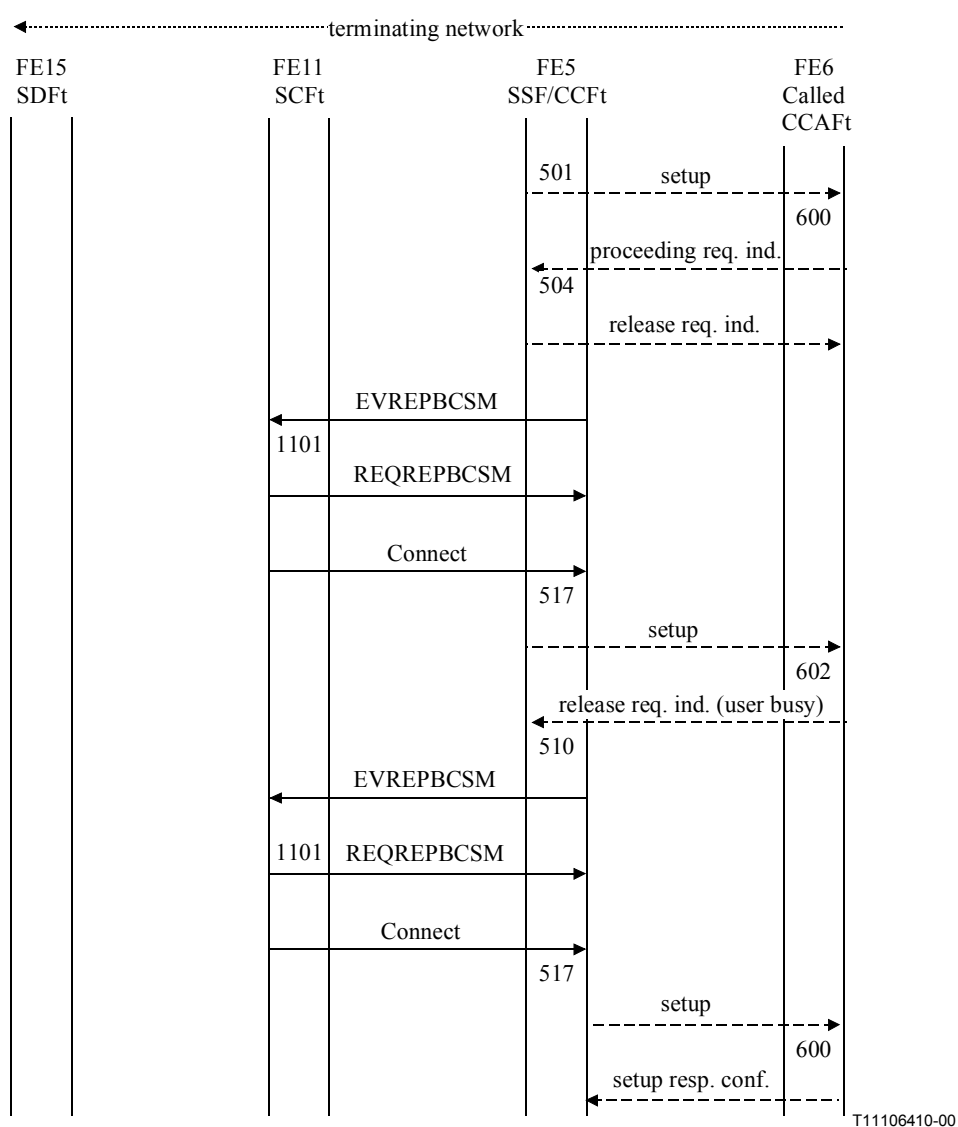 terminating network
FE15 FE11 FE5 FE6
SDFt SCFt SSF/CCFt Called
CCAFt
501 setup
600
proceeding req. ind.
504
release req. ind.
EVREPBCSM
1101
REQREPBCSM
Connect
517
setup
602
release req. ind. (user busy)
510
EVREPBCSM
1101 REQREPBCSM
Connect
517
setup
600
setup resp. conf.
T11106410-00